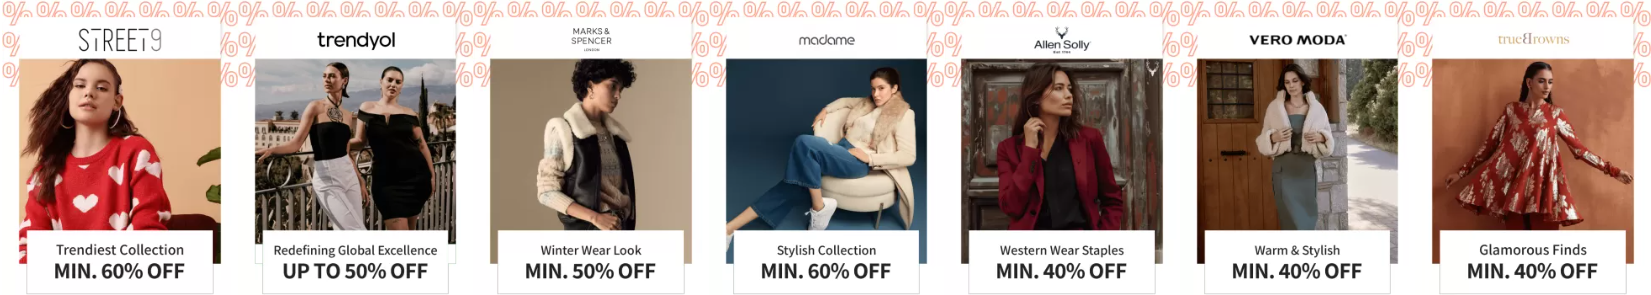 STREET9
Trendiest Collection
MIN. 60% OFF
trendyol
Redefining Global Excellence
UP TO 50% OFF
MARKS &
SPENCER
LONDON
Winter Wear Look
MIN. 50% OFF
madame
Stylish Collection
MIN. 60% OFF
Allen Solly
Western Wear Staples
MIN. 40% OFF
VERO MODA
Warm & Stylish
MIN. 40% OFF
trueBrowns
Glamorous Finds
MIN. 40% OFF